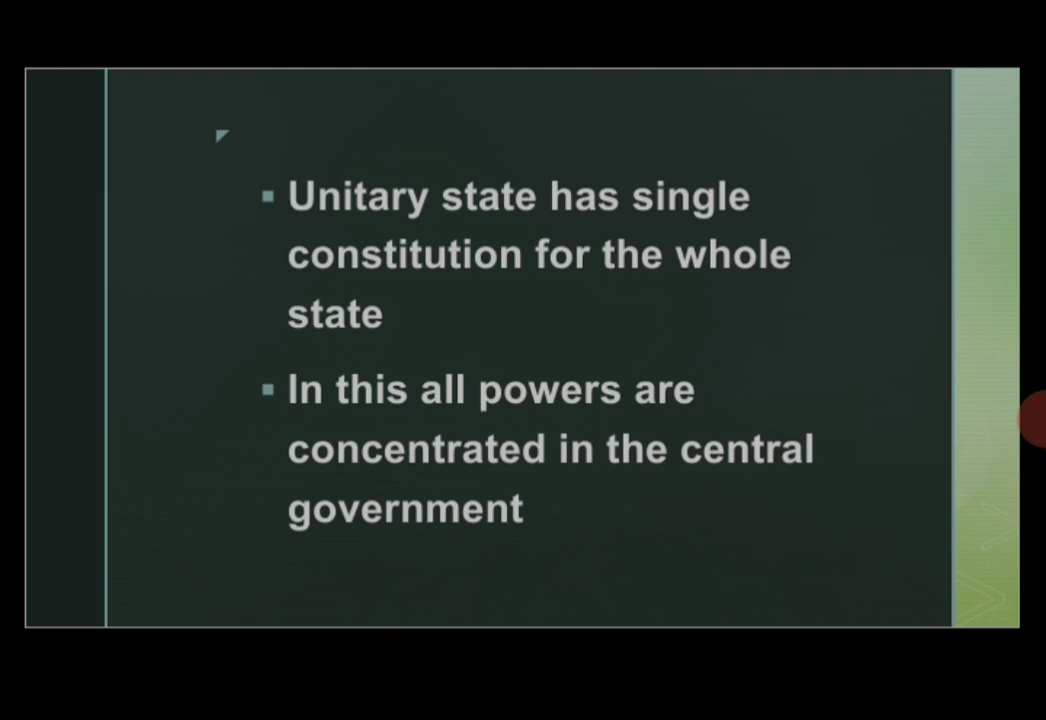 Unitary state has single
constitution for the whole
state
In this all powers are
concentrated in the central
government